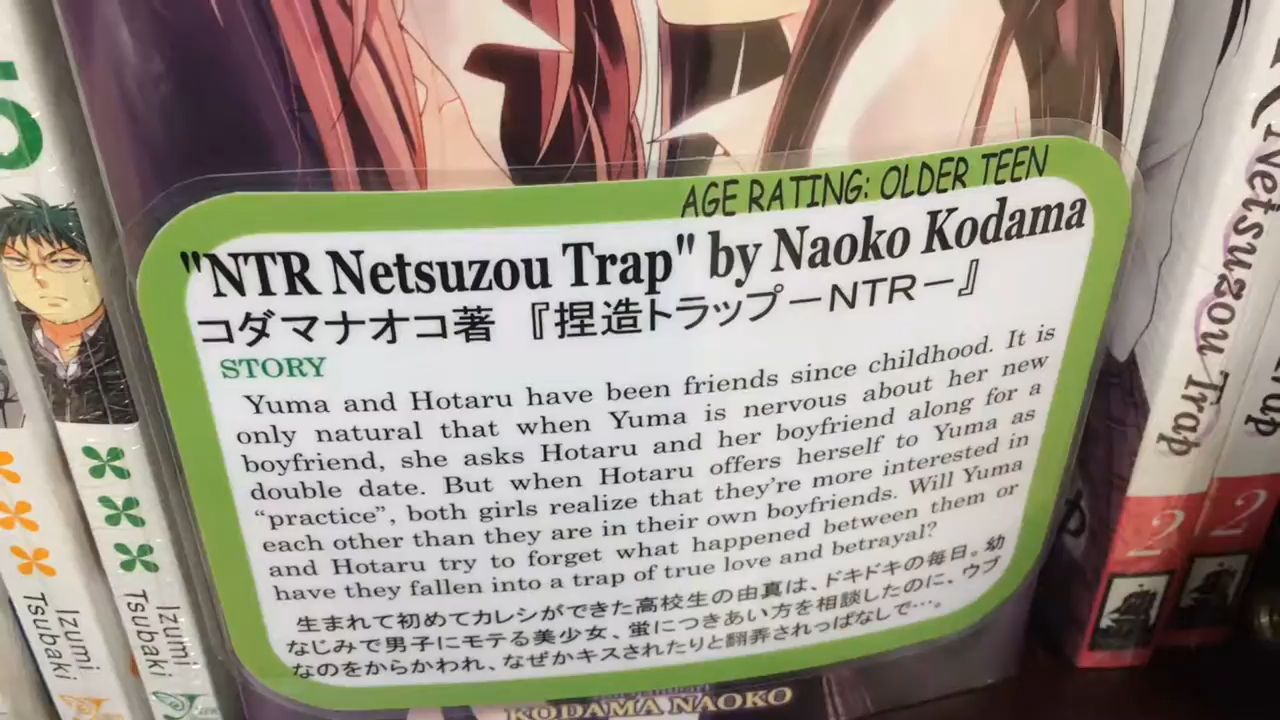 AGE RATING: OLDER TEEN
"NTR Netsuzou Trap" by Naoko Kodama
コダマナオコ著 『捏造トラップーNTRー』
STORY
Yuma and Hotaru have been friends since childhood. It is
only natural that when Yuma is nervous about her new
boyfriend, she asks Hotaru and her boyfriend along for a
double date. But when Hotaru offers herself to Yuma as
“practice”, both girls realize that they’re more interested in
each other than they are in their own boyfriends. Will Yuma
and Hotaru try to forget what happened between them or
have they fallen into a trap of true love and betrayal?
生まれて初めてカレシができた高校生の由真は、ドキドキの毎日。幼
なじみで男子にモテる美少女、蛍につきあい方を相談したのに、ウブ
なのをからかわれ、なぜかキスされたりと翻弄されっぱなしで…。
KODAMA NAOKO
Izumi
Tsubaki
Izumi
Tsubaki
Netsuzou Trap
2
2